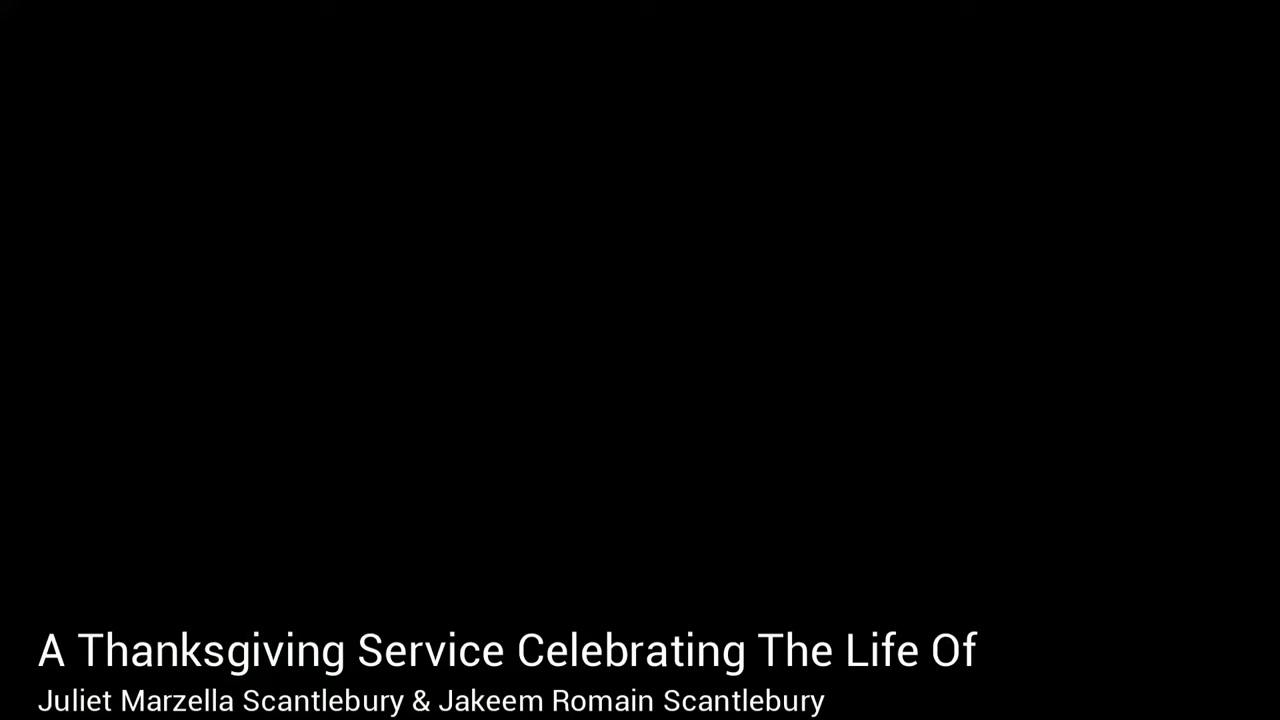 A Thanksgiving Service Celebrating The Life Of
Juliet Marzella Scantlebury & Jakeem Romain Scantlebury